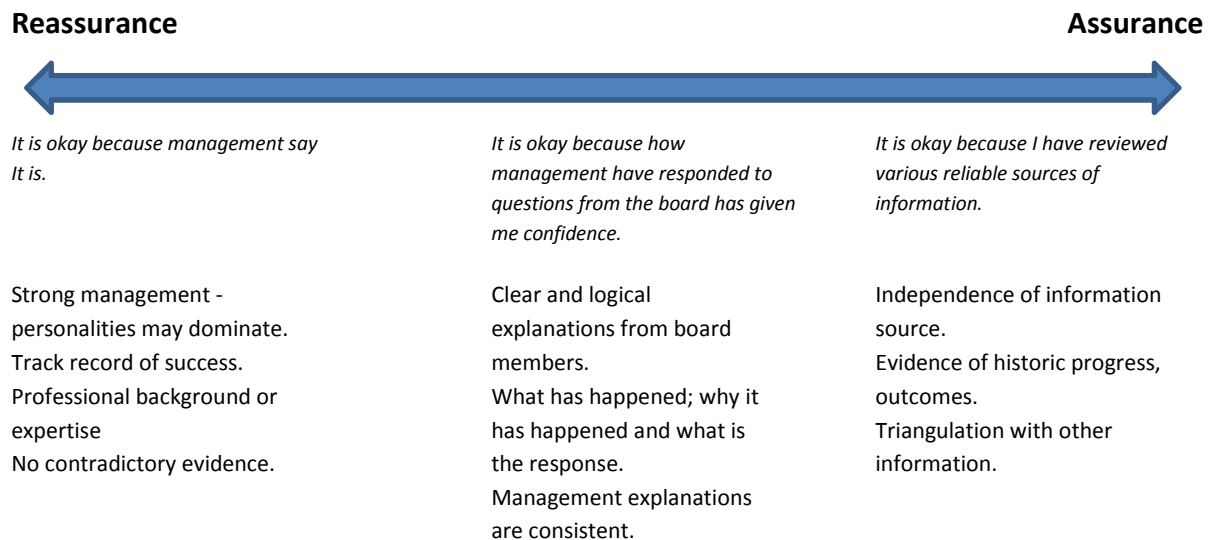 Reassurance
Assurance
It is okay because management say
It is.
It is okay because how
management have responded to
questions from the board has given
me confidence.
It is okay because I have reviewed
various reliable sources of
information.
Strong management -
personalities may dominate.
Track record of success.
Professional background or
expertise
No contradictory evidence.
Clear and logical
explanations from board
members.
What has happened; why it
has happened and what is
the response.
Management explanations
are consistent.
Independence of information
source.
Evidence of historic progress,
outcomes.
Triangulation with other
information.